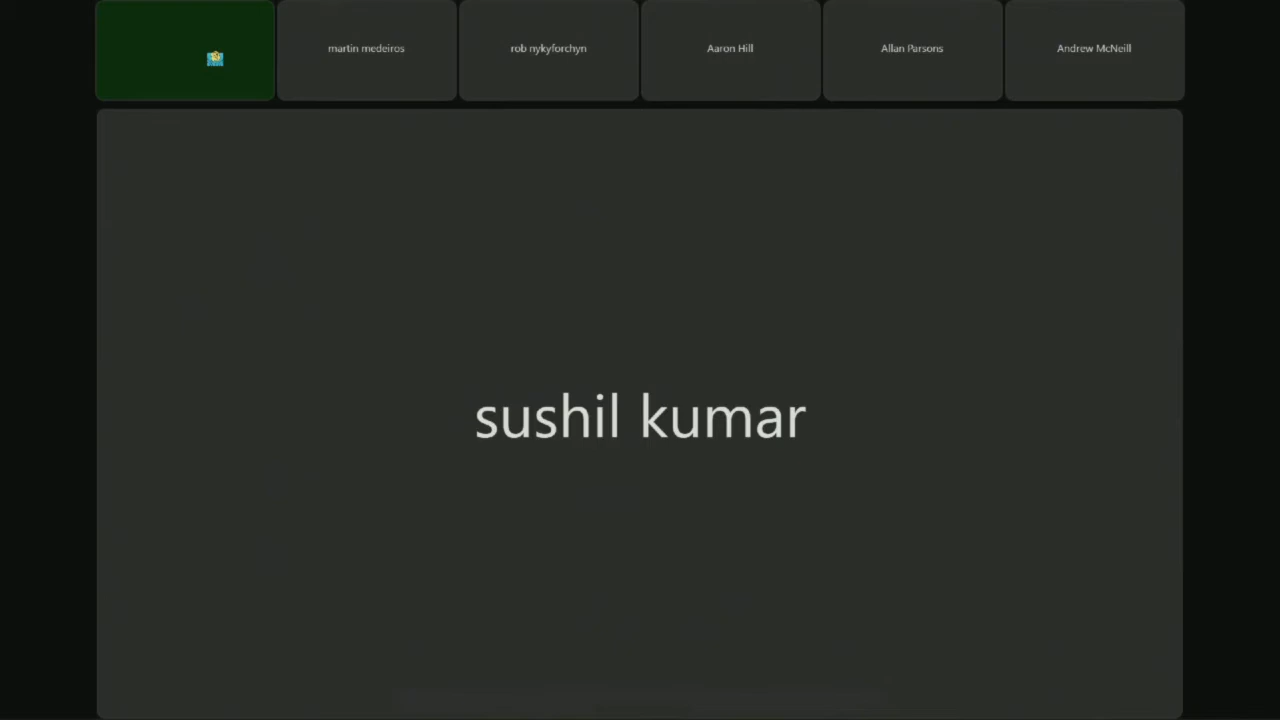 martin medeiros
rob nykyforchyn
Aaron Hill
Allan Parsons
Andrew McNeill
sushil kumar